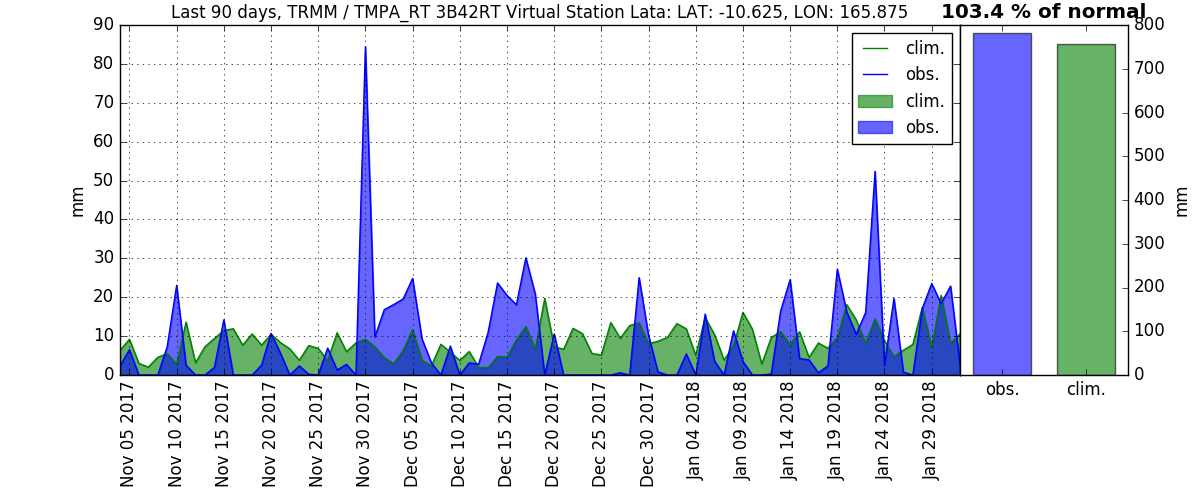 Last 90 days, TRMM / TMPA_RT 3B42RT Virtual Station Lata: LAT: -10.625, LON: 165.875
103.4 % of normal
90
80
70
60
50
40
30
20
10
0
mm
clim.
obs.
clim.
obs.
800
700
600
500
400
300
200
100
0
mm
Nov 05 2017
Nov 10 2017
Nov 15 2017
Nov 20 2017
Nov 25 2017
Nov 30 2017
Dec 05 2017
Dec 10 2017
Dec 15 2017
Dec 20 2017
Dec 25 2017
Dec 30 2017
Jan 04 2018
Jan 09 2018
Jan 14 2018
Jan 19 2018
Jan 24 2018
Jan 29 2018
obs.
clim.